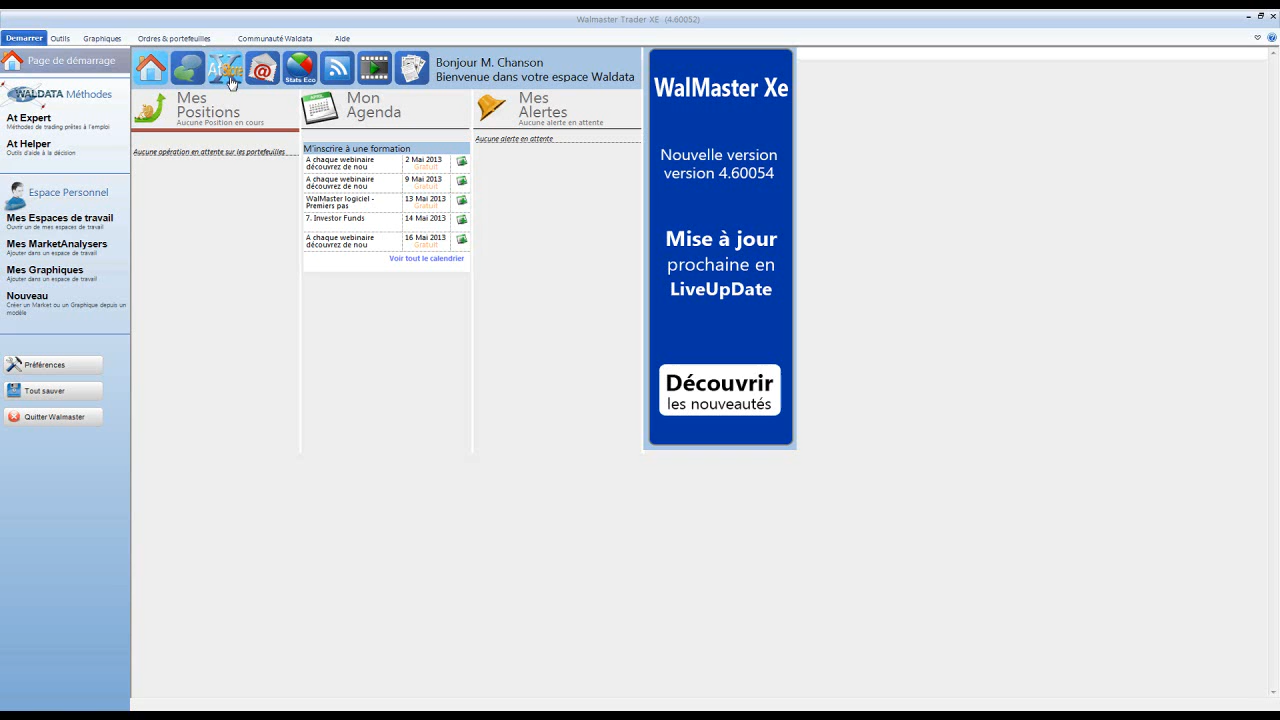 Walmaster Trader XE (4.60052)
Demarrer Outils Graphiques Ordres & portefeuilles Communauté Waldata Aide
Page de démarrage
WALDATA Méthodes
At Expert
Méthodes de trading prêtes à l'emploi
At Helper
Outils d'aide à la décision
Espace Personnel
Mes Espaces de travail
Ouvrir un de mes espaces de travail
Mes MarketAnalysers
Ajouter dans un espace de travail
Mes Graphiques
Ajouter dans un espace de travail
Nouveau
Créer un Market ou un Graphique depuis un
modèle
Préférences
Tout sauver
Quitter Walmaster
Stats Eco
Bonjour M. Chanson
Bienvenue dans votre espace Waldata
Mes
Positions
Aucune Position en cours
Aucune opération en attente sur les portefeuilles
Mon
Agenda
M'inscrire à une formation
A chaque webinaire 2 Mai 2013
découvrez de nou Gratuit
A chaque webinaire 9 Mai 2013
découvrez de nou Gratuit
WalMaster logiciel - 13 Mai 2013
Premiers pas Gratuit
7. Investor Funds 14 Mai 2013
A chaque webinaire 16 Mai 2013
découvrez de nou Gratuit
Voir tout le calendrier
Mes
Alertes
Aucune alerte en attente
Aucune alerte en attente
WalMaster Xe
Nouvelle version
version 4.60054
Mise à jour
prochaine en
LiveUpDate
Découvrir
les nouveautés